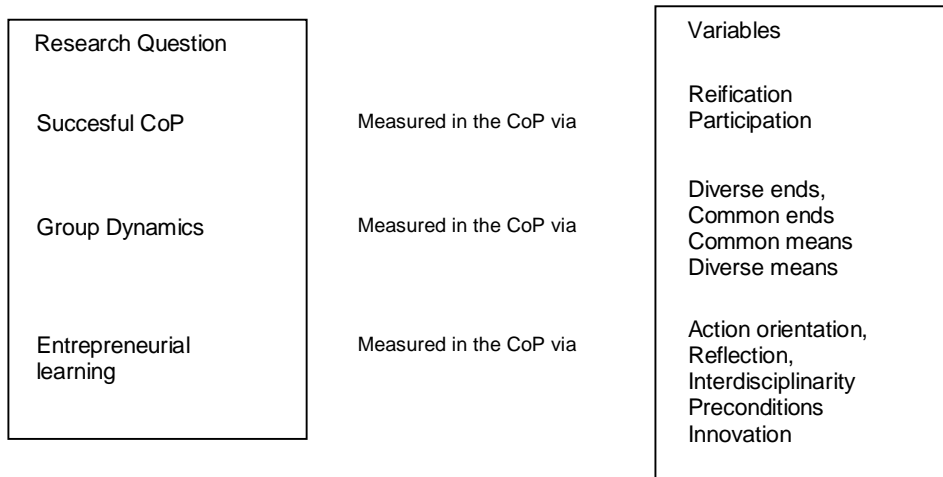 Research Question
Succesful CoP
Group Dynamics
Entrepreneurial
learning
Measured in the CoP via
Measured in the CoP via
Measured in the CoP via
Variables
Reification
Participation
Diverse ends,
Common ends
Common means
Diverse means
Action orientation,
Reflection,
Interdisciplinarity
Preconditions
Innovation